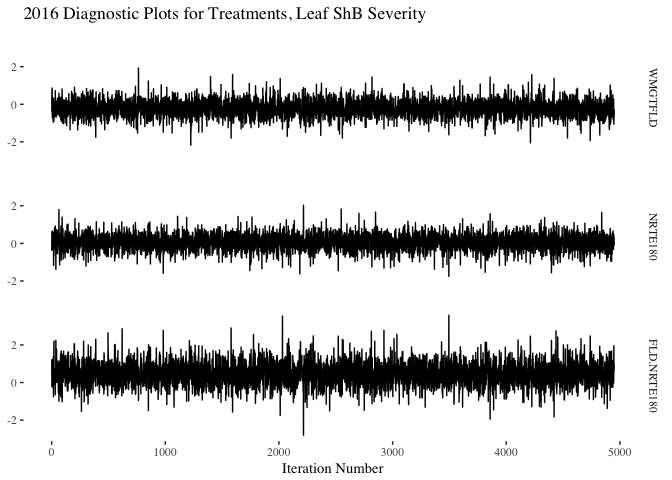 2016 Diagnostic Plots for Treatments, Leaf ShB Severity
2
0
-2
WMGTFLD
2
0
-2
NRTE180
2
0
-2
FLD.NRTE180
0 1000 2000 3000 4000 5000
Iteration Number